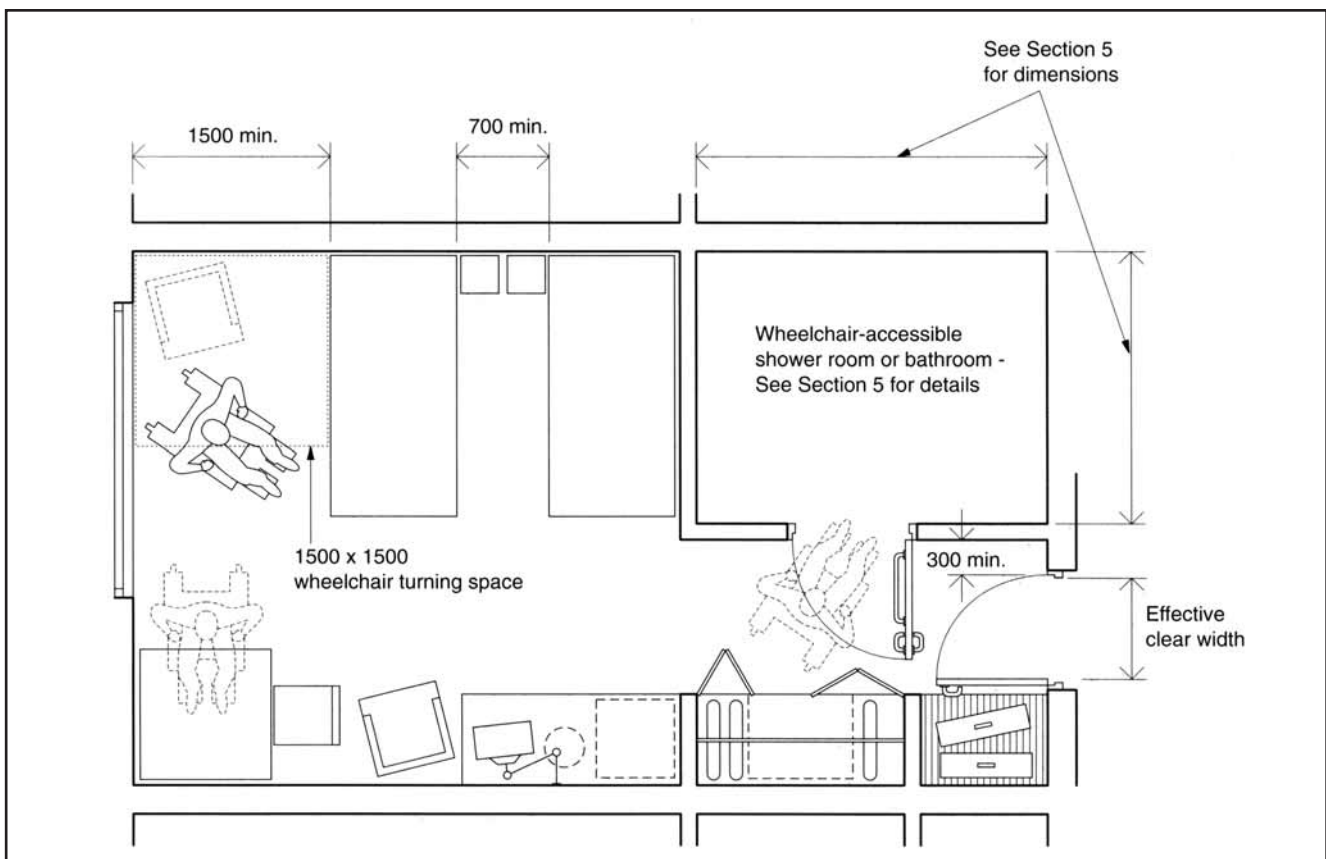 See Section 5
for dimensions
1500 min.
700 min.
Wheelchair-accessible
shower room or bathroom -
See Section 5 for details
1500 x 1500
wheelchair turning space
300 min.
Effective
clear width